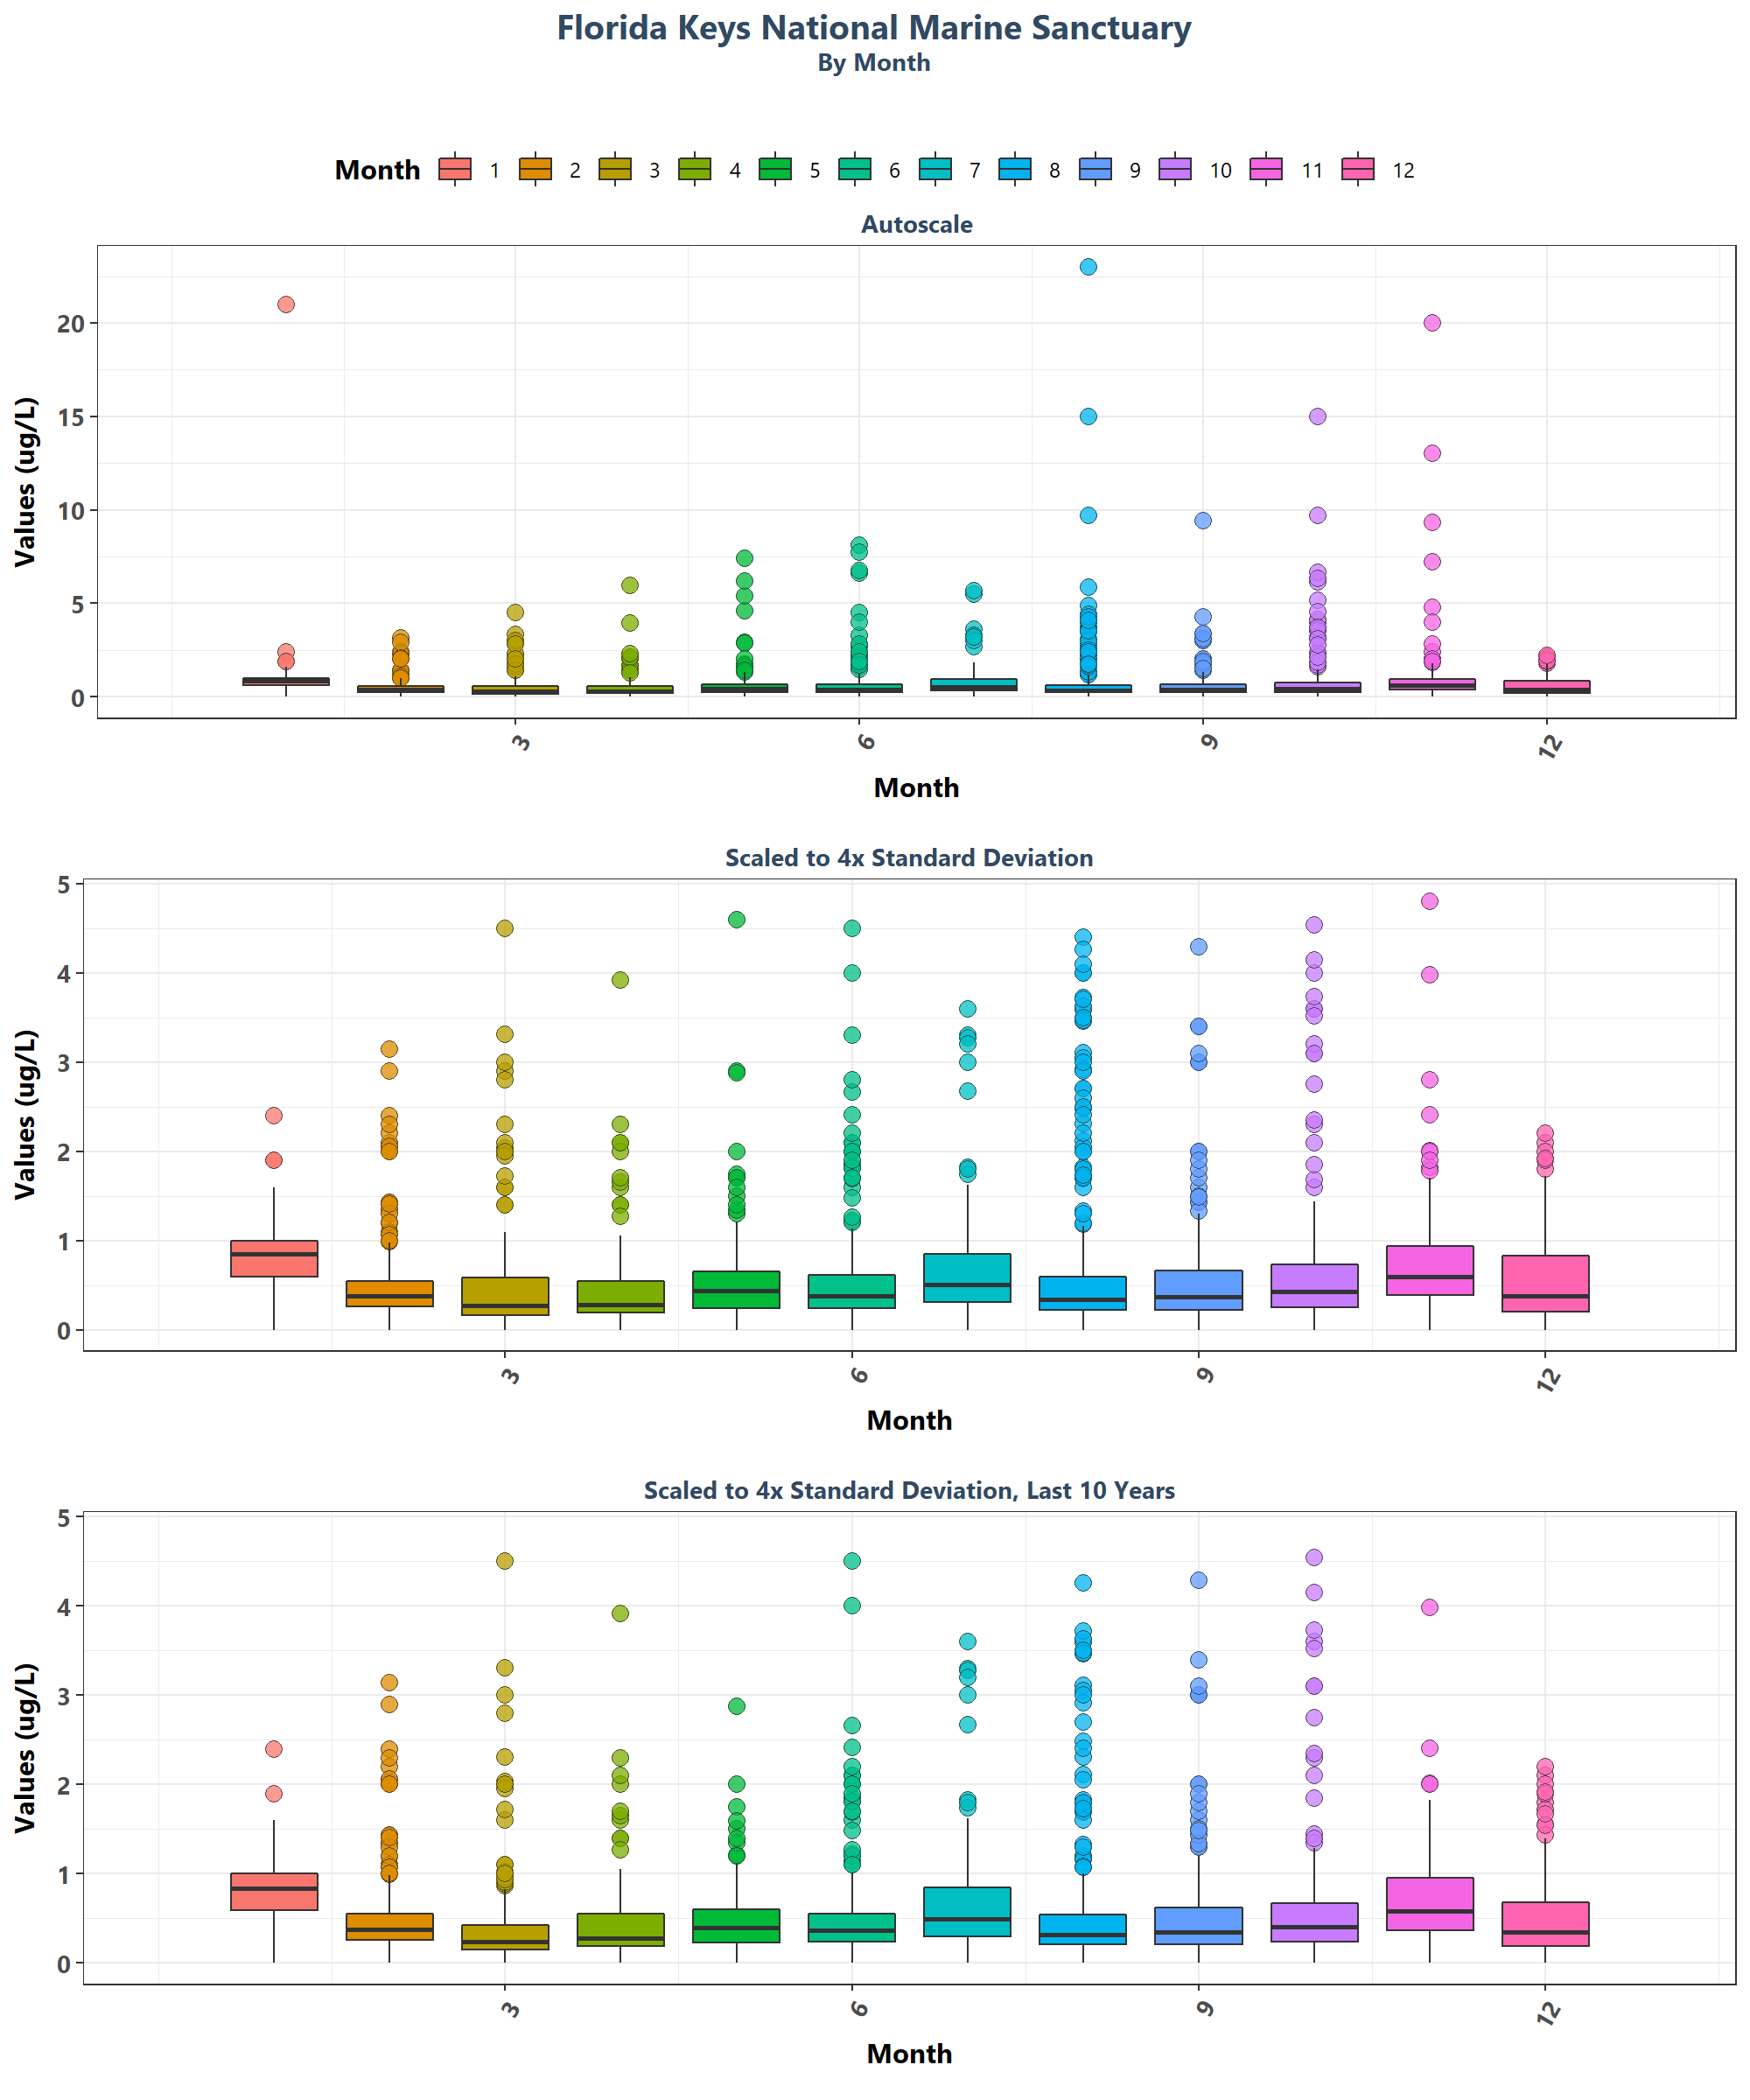 Florida Keys National Marine Sanctuary
By Month
Month 1 2 3 4 5 6 7 8 9 10 11 12
Autoscale
Values (ug/L)
20
15
10
5
0
3 6 9 12
Month
Scaled to 4x Standard Deviation
Values (ug/L)
5
4
3
2
1
0
3 6 9 12
Month
Scaled to 4x Standard Deviation, Last 10 Years
Values (ug/L)
5
4
3
2
1
0
3 6 9 12
Month